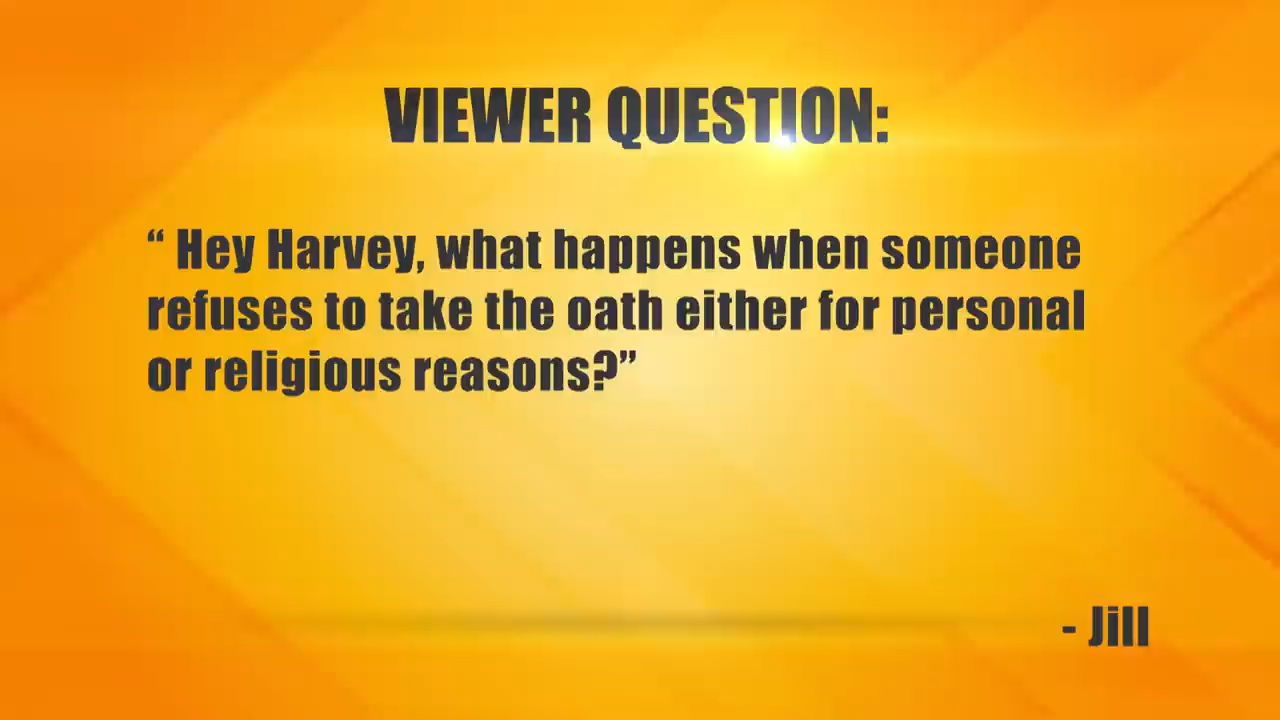 VIEWER QUESTION:
“ Hey Harvey, what happens when someone
refuses to take the oath either for personal
or religious reasons?”
- Jill